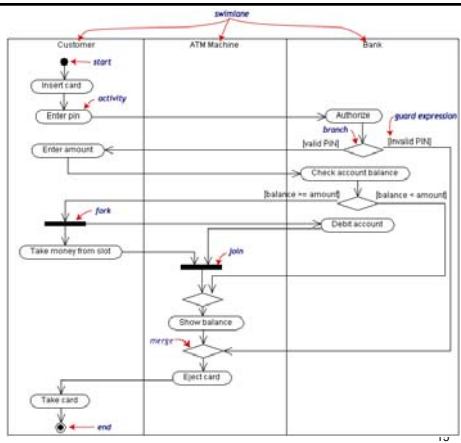 swimlane
Customer ATM Machine Bank
start
Insert card
activity
Enter pin Authorize guard expression
branch
[valid PIN] [invalid PIN]
Enter amount
Check account balance
[balance >= amount] [balance < amount]
fork
Debit account
Take money from slot join
Show balance
merge
Eject card
Take card
end